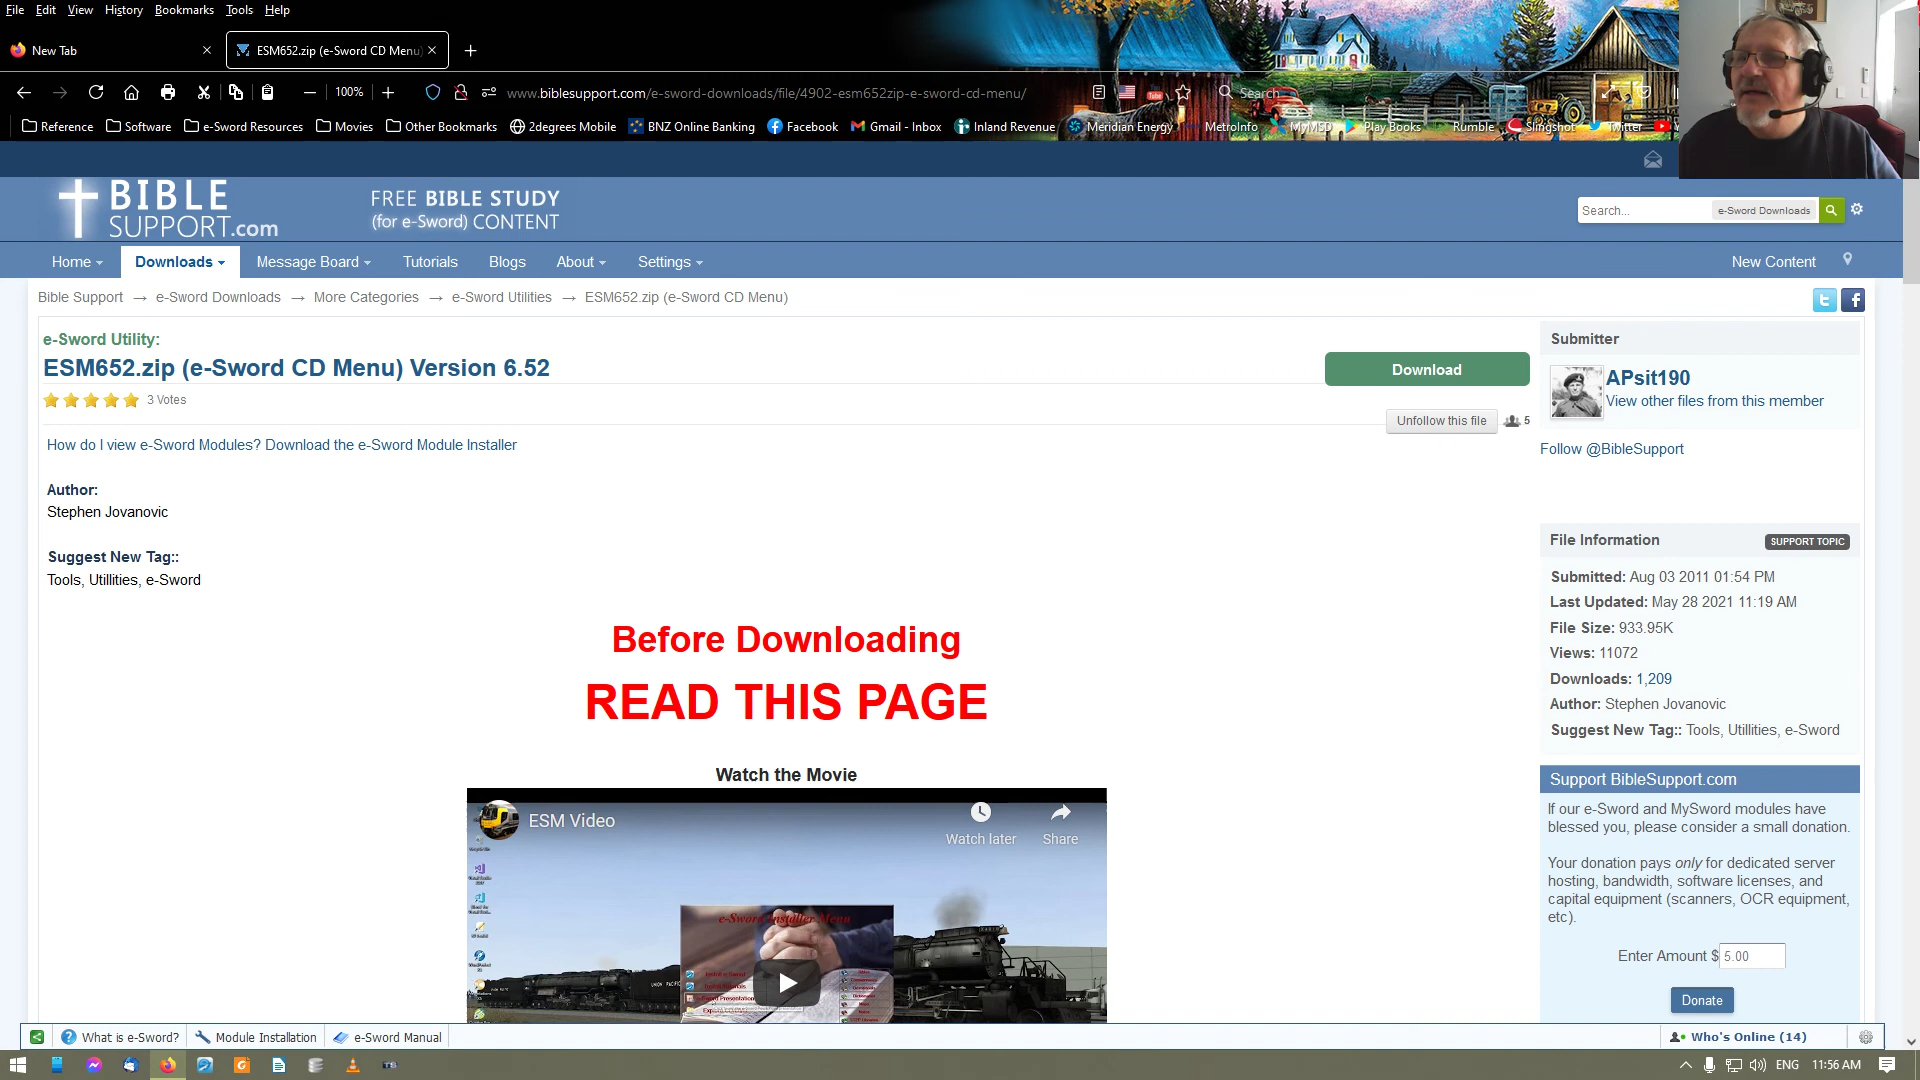 File Edit View History Bookmarks Tools Help
New Tab
ESM652.zip (e-Sword CD Menu)
100%
www.biblesupport.com/e-sword-downloads/file/4902-esm652zip-e-sword-cd-menu/
Search
Reference Software e-Sword Resources Movies Other Bookmarks 2degrees Mobile BNZ Online Banking Facebook Gmail - Inbox Inland Revenue Meridian Energy MetroInfo MyMSD Play Books Rumble Slingshot Twitter
BIBLE
SUPPORT.com
FREE BIBLE STUDY
(for e-Sword) CONTENT
Search... e-Sword Downloads
Home Downloads Message Board Tutorials Blogs About Settings New Content
Bible Support → e-Sword Downloads → More Categories → e-Sword Utilities → ESM652.zip (e-Sword CD Menu)
e-Sword Utility:
ESM652.zip (e-Sword CD Menu) Version 6.52
Download
3 Votes
Unfollow this file 5
How do I view e-Sword Modules? Download the e-Sword Module Installer
Author:
Stephen Jovanovic
Suggest New Tag::
Tools, Utillities, e-Sword
Before Downloading
READ THIS PAGE
Watch the Movie
ESM Video
Watch later
Share
e-Sword Installer Menu
UNION PACIFIC
Submitter
APsit190
View other files from this member
Follow @BibleSupport
File Information
SUPPORT TOPIC
Submitted: Aug 03 2011 01:54 PM
Last Updated: May 28 2021 11:19 AM
File Size: 933.95K
Views: 11072
Downloads: 1,209
Author: Stephen Jovanovic
Suggest New Tag:: Tools, Utillities, e-Sword
Support BibleSupport.com
If our e-Sword and MySword modules have
blessed you, please consider a small donation.
Your donation pays only for dedicated server
hosting, bandwidth, software licenses, and
capital equipment (scanners, OCR equipment,
etc).
Enter Amount $ 5.00
Donate
What is e-Sword? Module Installation e-Sword Manual
Who's Online (14)
ENG 11:56 AM